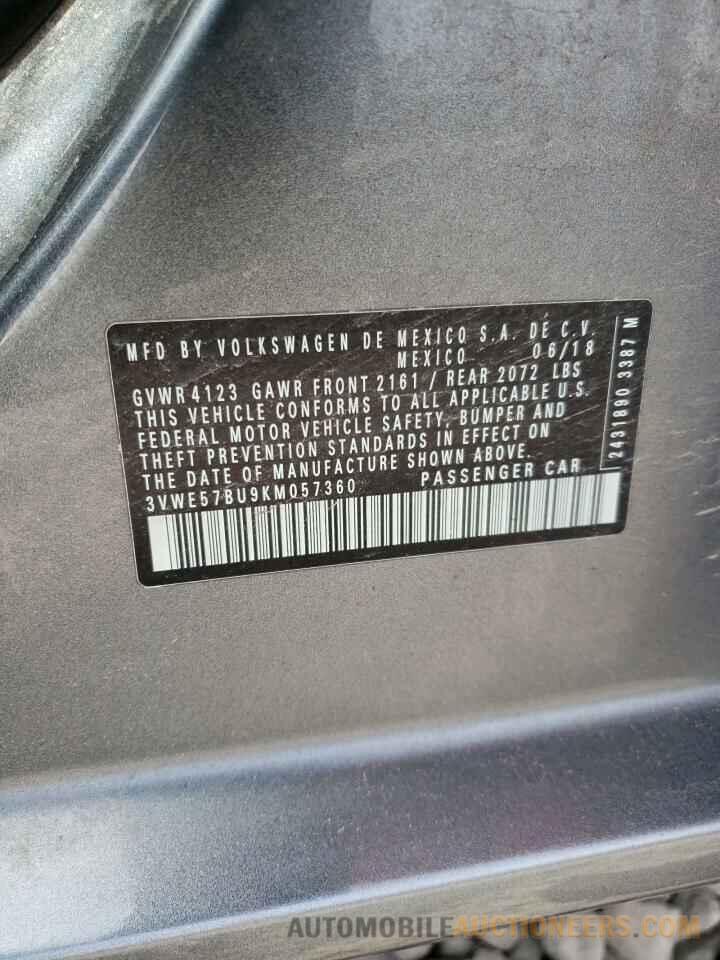 MFD BY VOLKSWAGEN DE MEXICO S.A. DE C.V.
MEXICO 06/18
GVWR 4123 GAWR FRONT 2161 / REAR 2072 LBS
THIS VEHICLE CONFORMS TO ALL APPLICABLE U.S.
FEDERAL MOTOR VEHICLE SAFETY, BUMPER AND
THEFT PREVENTION STANDARDS IN EFFECT ON
THE DATE OF MANUFACTURE SHOWN ABOVE.
3VWE57BU9KM057360 PASSENGER CAR
2431890 3387 M
AUTOMOBILEAUCTIONEERS.COM